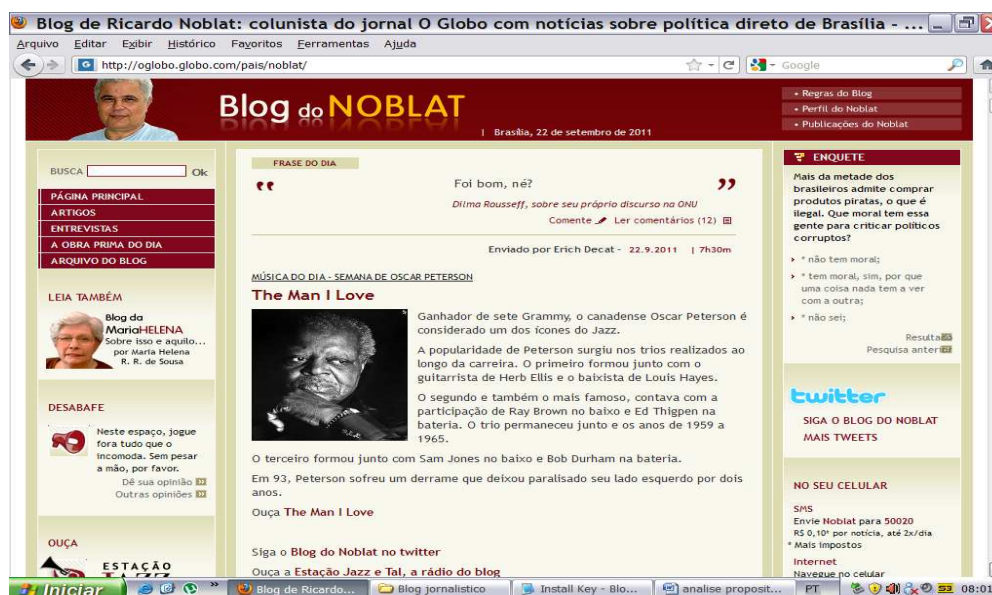 Blog de Ricardo Noblat: colunista do jornal O Globo com notícias sobre política direto de Brasília - ...
Arquivo Editar Exibir Histórico Favoritos Ferramentas Ajuda
http://oglobo.globo.com/pais/noblat/
Google
Blog do NOBLAT
| Brasília, 22 de setembro de 2011
• Regras do Blog
• Perfil do Noblat
• Publicações do Noblat
BUSCA Ok
PÁGINA PRINCIPAL
ARTIGOS
ENTREVISTAS
A OBRA PRIMA DO DIA
ARQUIVO DO BLOG
LEIA TAMBÉM
Blog da
MariaHELENA
Sobre isso e aquilo...
por Maria Helena
R. R. de Sousa
DESABAFE
Neste espaço, jogue
fora tudo que o
incomoda. Sem pesar
a mão, por favor.
Dê sua opinião
Outras opiniões
OUÇA
ESTAÇÃO
JAZZ
FRASE DO DIA
Foi bom, né?
Dilma Rousseff, sobre seu próprio discurso na ONU
Comente Ler comentários (12)
Enviado por Erich Decat - 22.9.2011 | 7h30m
MÚSICA DO DIA - SEMANA DE OSCAR PETERSON
The Man I Love
Ganhador de sete Grammy, o canadense Oscar Peterson é
considerado um dos ícones do Jazz.
A popularidade de Peterson surgiu nos trios realizados ao
longo da carreira. O primeiro formou junto com o
guitarrista de Herb Ellis e o baixista de Louis Hayes.
O segundo e também o mais famoso, contava com a
participação de Ray Brown no baixo e Ed Thigpen na
bateria. O trio permaneceu junto e os anos de 1959 a
1965.
O terceiro formou junto com Sam Jones no baixo e Bob Durham na bateria.
Em 93, Peterson sofreu um derrame que deixou paralisado seu lado esquerdo por dois
anos.
Ouça The Man I Love
Siga o Blog do Noblat no twitter
Ouça a Estação Jazz e Tal, a rádio do blog
ENQUETE
Mais da metade dos
brasileiros admite comprar
produtos piratas, o que é
ilegal. Que moral tem essa
gente para criticar políticos
corruptos?
* não tem moral;
* tem moral, sim, por que
uma coisa nada tem a ver
com a outra;
* não sei;
Resulta
Pesquisa anteri
twitter
SIGA O BLOG DO NOBLAT
MAIS TWEETS
NO SEU CELULAR
SMS
Envie Noblat para 50020
R$ 0,10* por notícia, até 2x/dia
* Mais impostos
Internet
Navegue no celular
Iniciar » Blog de Ricardo... Blog jornalistico Install Key - Blo... analise proposit... PT 53 08:01